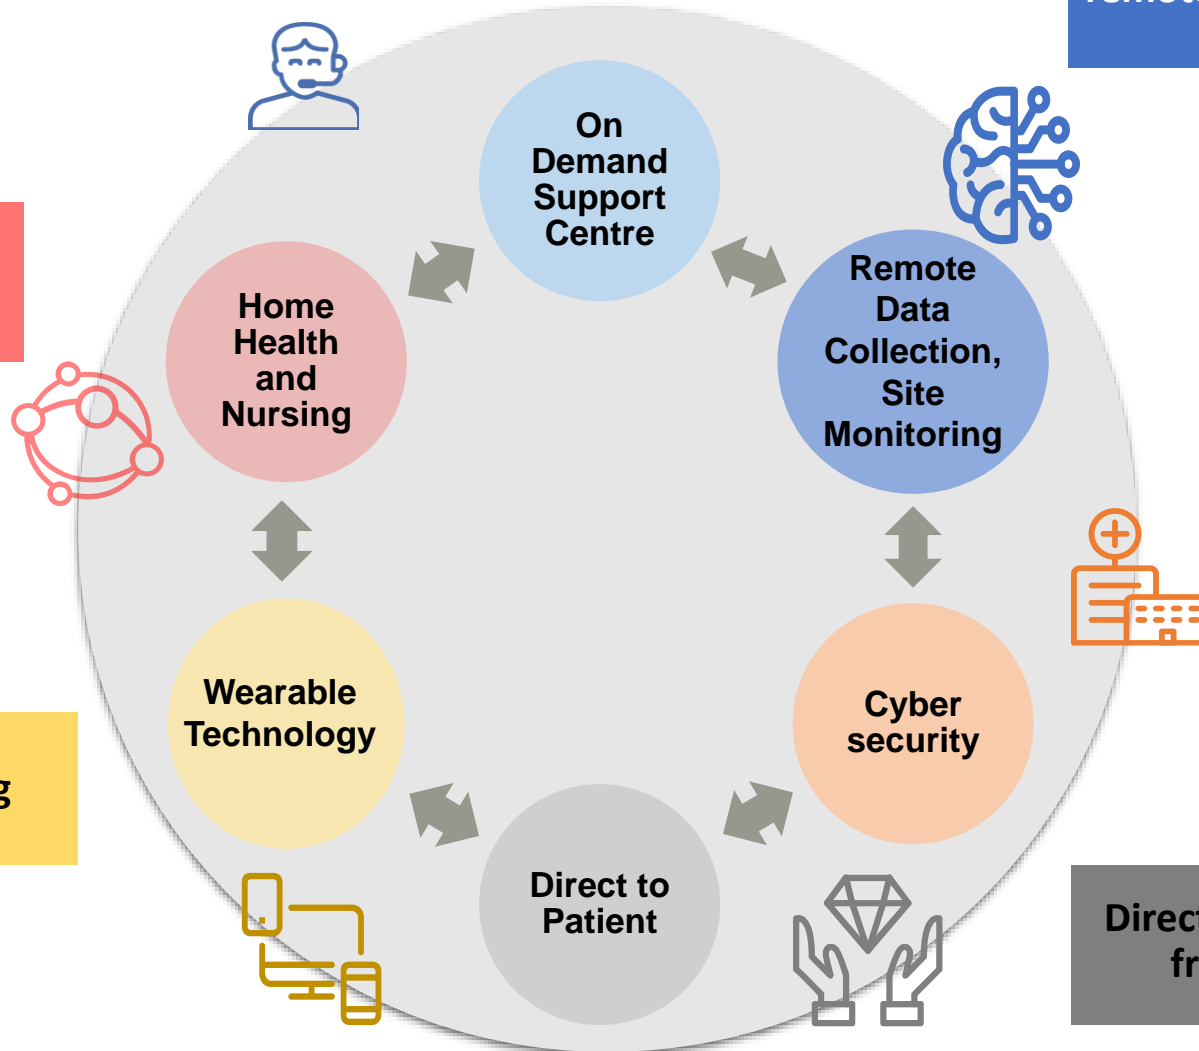 On
Demand
Support
Centre
Remote
Data
Collection,
Site
Monitoring
Home
Health
and
Nursing
Wearable
Technology
Cyber
security
Direct to
Patient